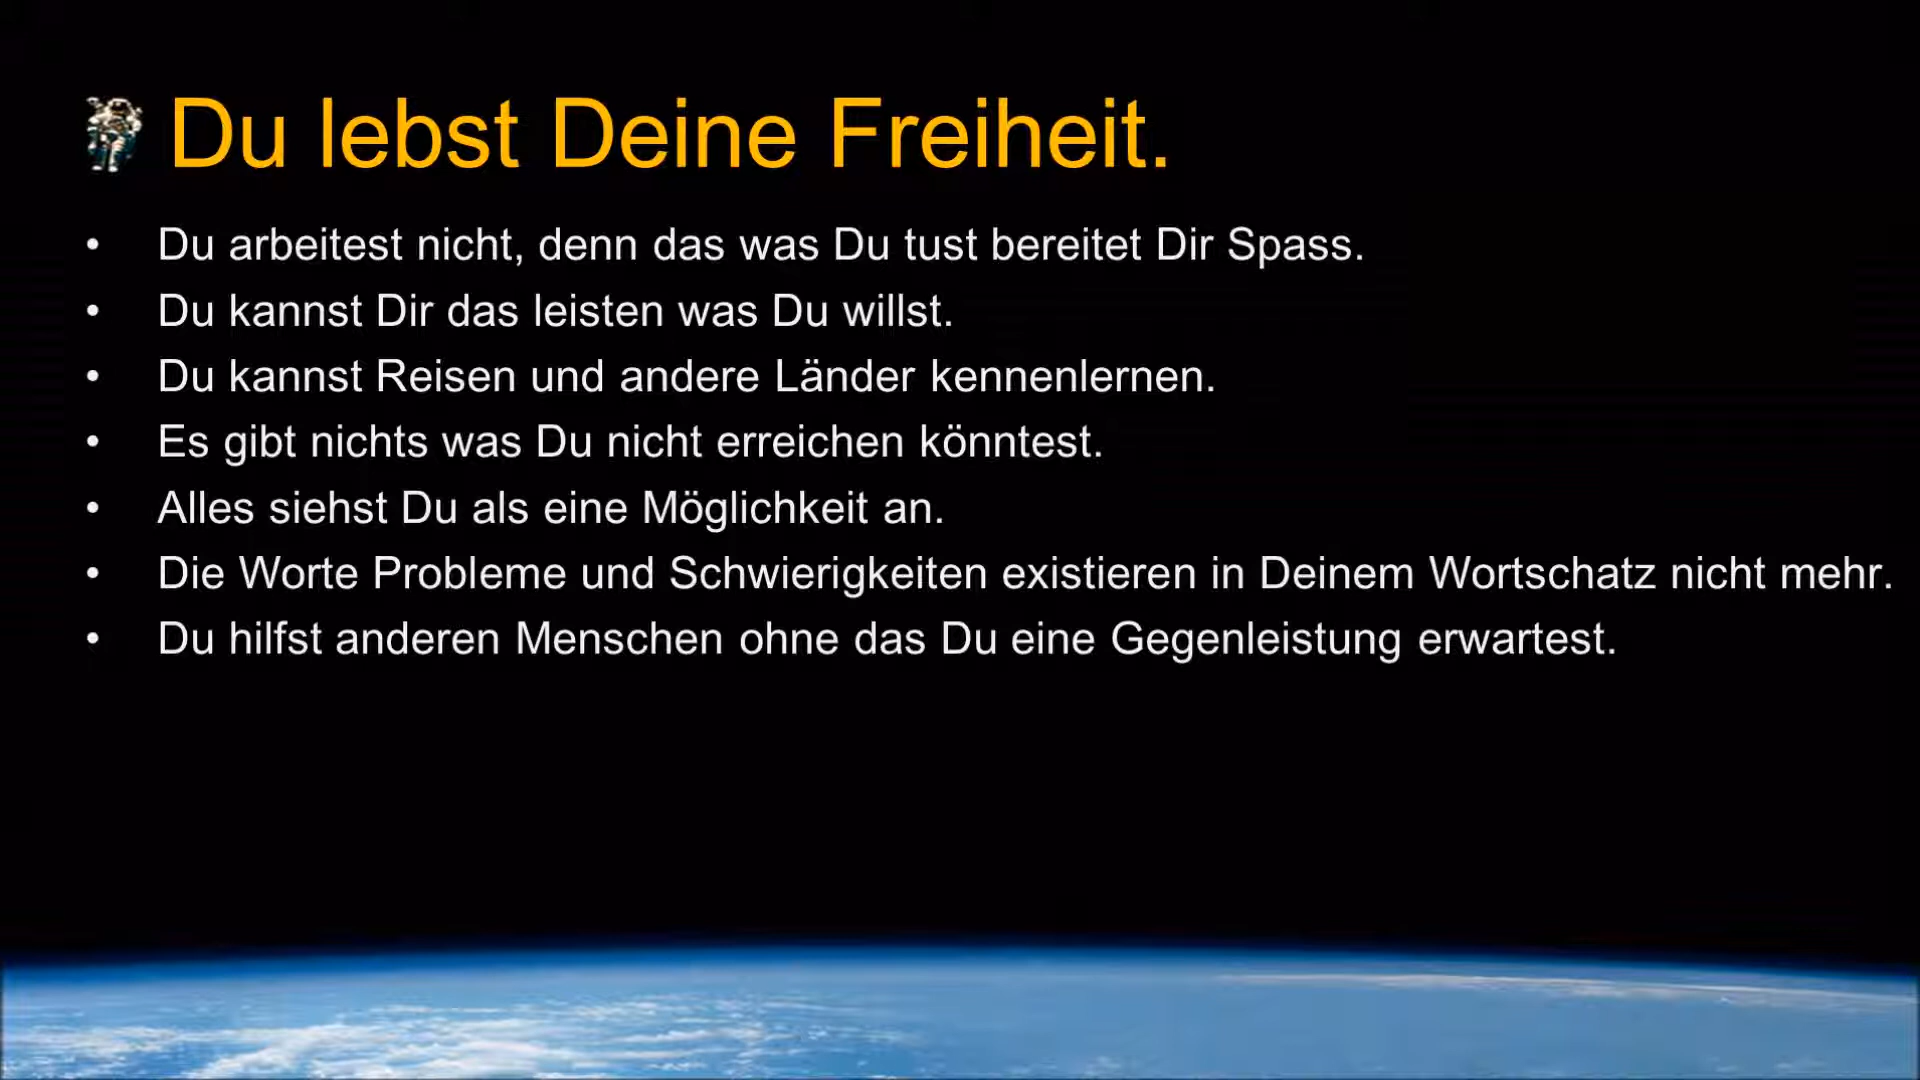 Du lebst Deine Freiheit.
• Du arbeitest nicht, denn das was Du tust bereitet Dir Spass.
• Du kannst Dir das leisten was Du willst.
• Du kannst Reisen und andere Länder kennenlernen.
• Es gibt nichts was Du nicht erreichen könntest.
• Alles siehst Du als eine Möglichkeit an.
• Die Worte Probleme und Schwierigkeiten existieren in Deinem Wortschatz nicht mehr.
• Du hilfst anderen Menschen ohne das Du eine Gegenleistung erwartest.